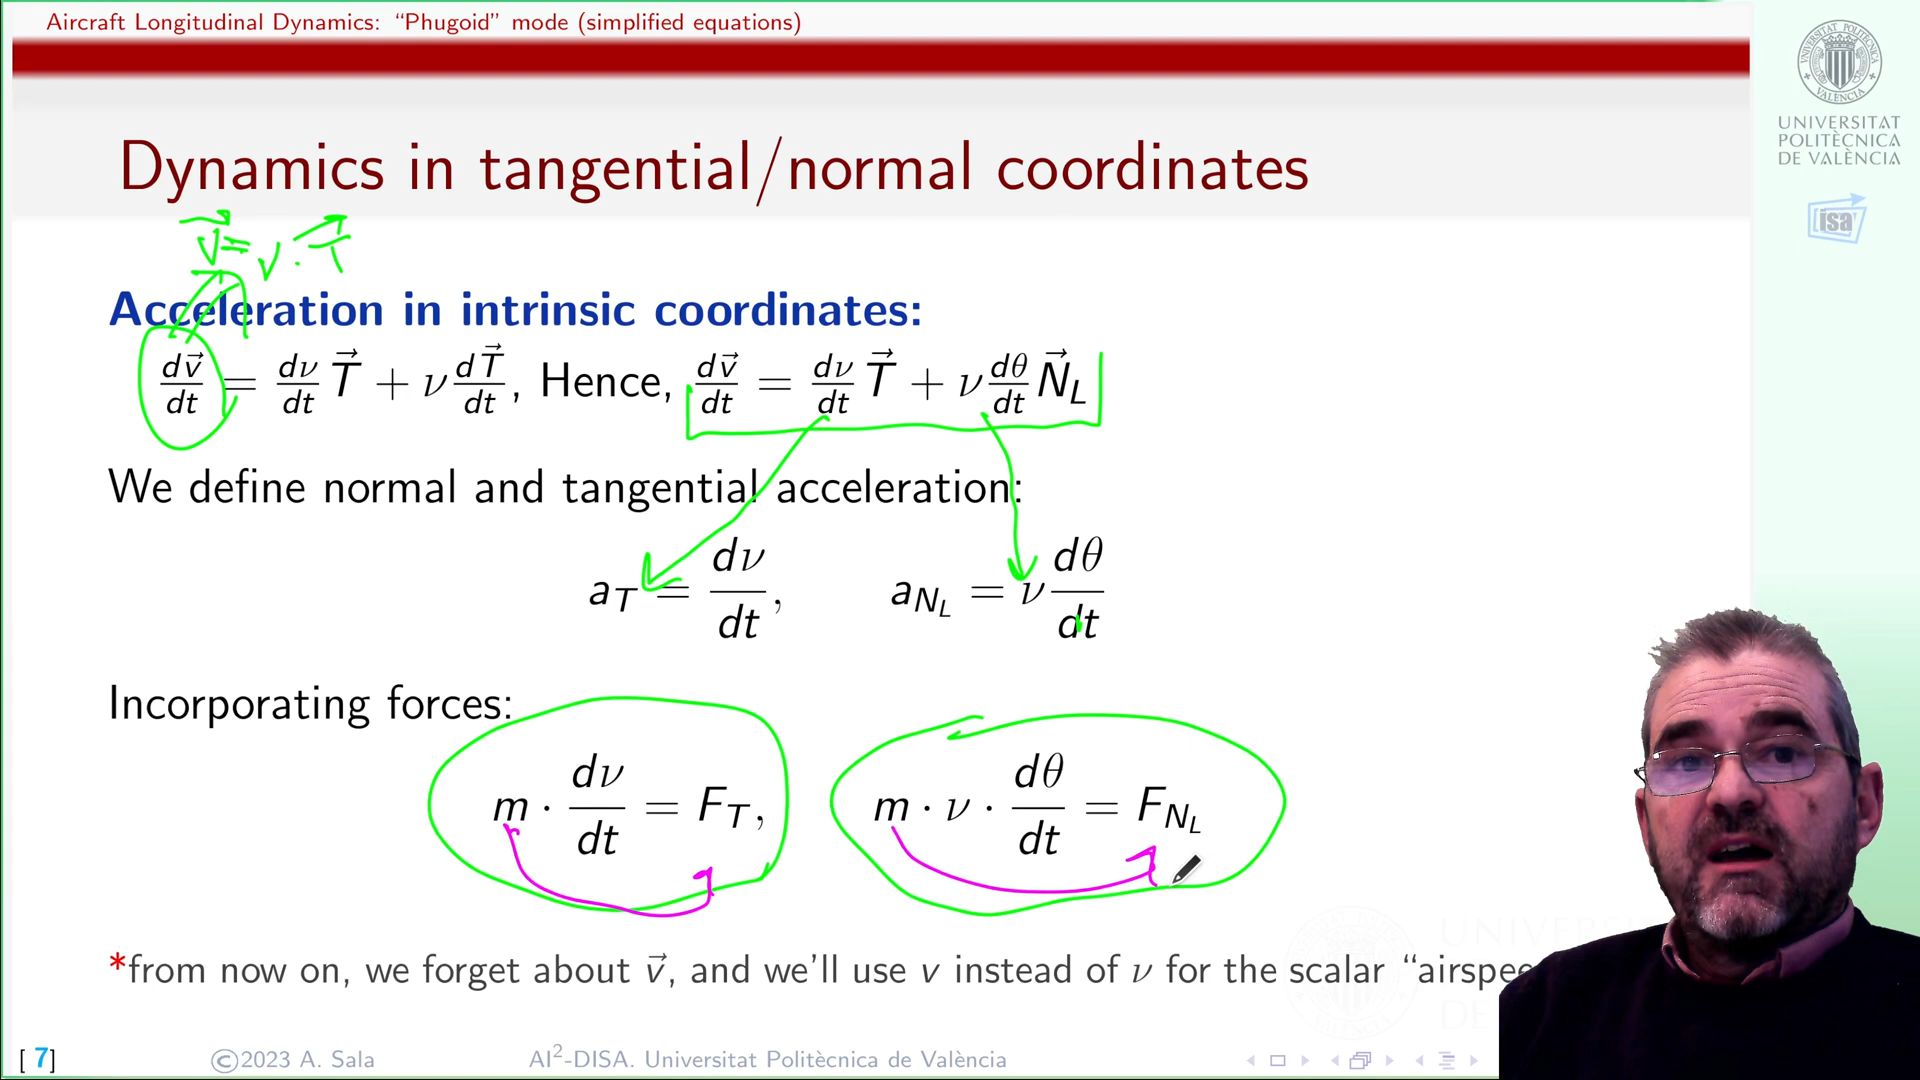 Aircraft Longitudinal Dynamics: “Phugoid” mode (simplified equations)
UNIVERSITAT
POLITÈCNICA
DE VALÈNCIA
isa
Dynamics in tangential/normal coordinates
v⃗ = v · T⃗
Acceleration in intrinsic coordinates:
dv⃗/dt = dν/dt T⃗ + ν dT⃗/dt, Hence, dv⃗/dt = dν/dt T⃗ + ν dθ/dt N⃗_L
We define normal and tangential acceleration:
a_T = dν/dt, a_{N_L} = ν dθ/dt
Incorporating forces:
m · dν/dt = F_T, m · ν · dθ/dt = F_{N_L}
*from now on, we forget about v⃗, and we’ll use v instead of ν for the scalar “airspee
[ 7] ©2023 A. Sala AI²-DISA. Universitat Politècnica de València